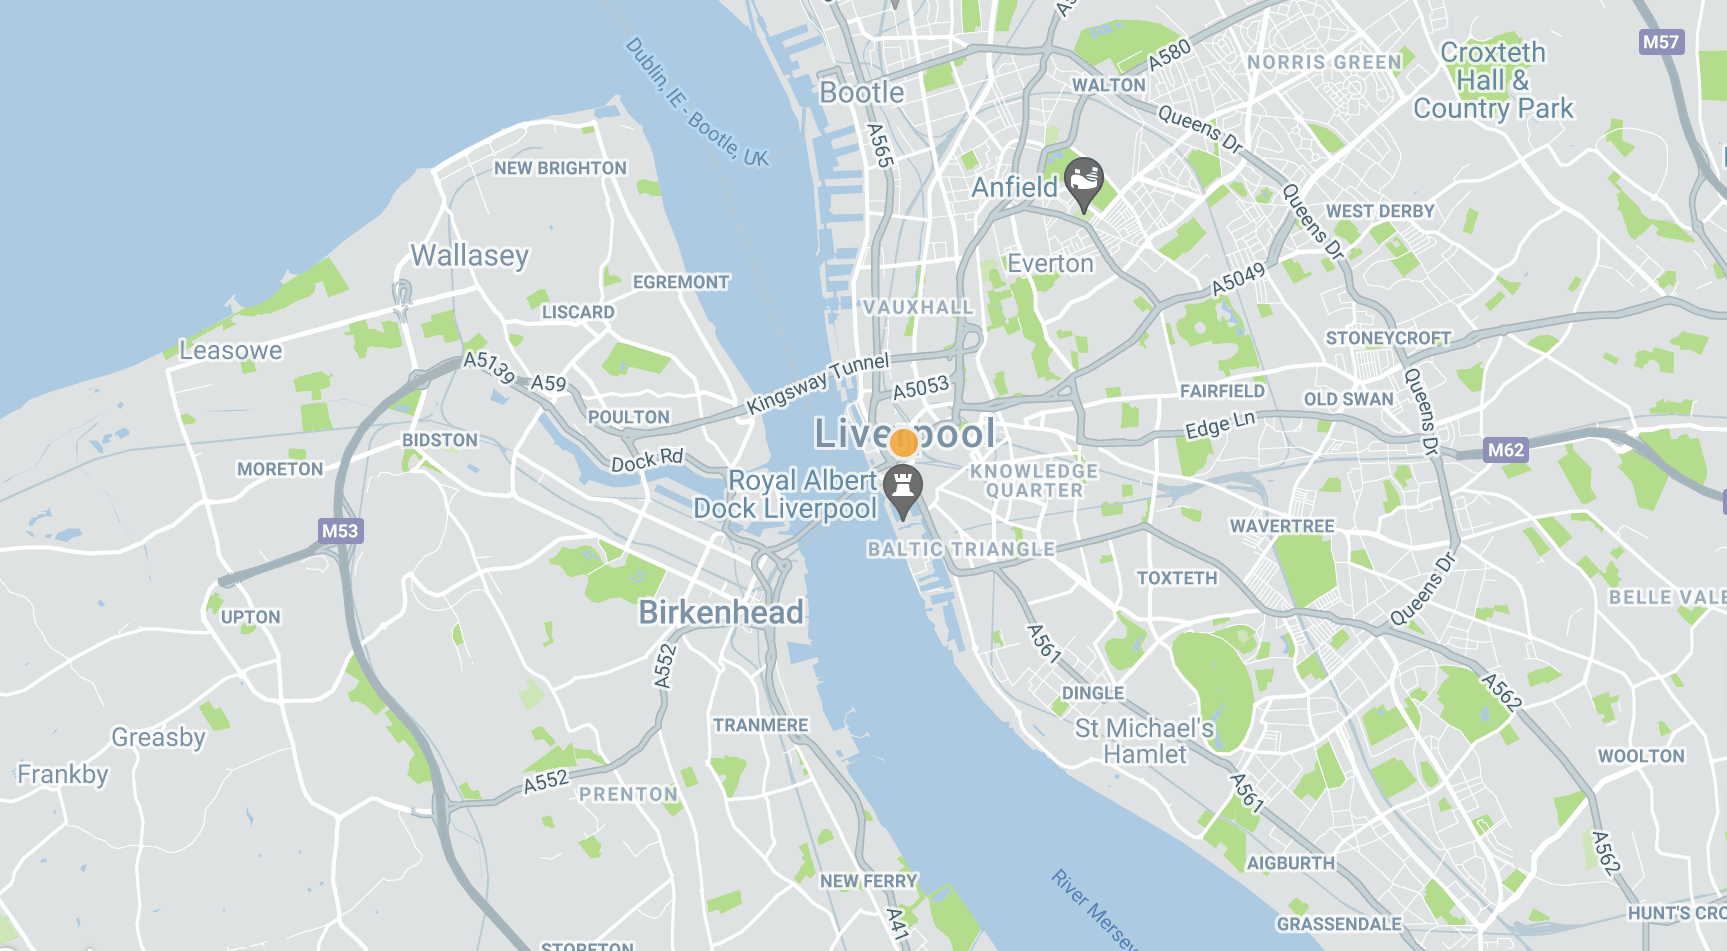 M57
Croxteth
Hall &
Country Park
NORRIS GREEN
A580
Dublin, IE - Bootle, UK
Bootle
WALTON
Queens Dr
A565
NEW BRIGHTON
Anfield
WEST DERBY
Queens Dr
Wallasey
Everton
EGREMONT
A5049
VAUXHALL
LISCARD
STONEYCROFT
Leasowe
A5139
A59
Kingsway Tunnel
A5053
FAIRFIELD
OLD SWAN
Queens Dr
POULTON
Edge Ln
Liverpool
BIDSTON
M62
MORETON
Dock Rd
KNOWLEDGE
QUARTER
Royal Albert
Dock Liverpool
M53
WAVERTREE
BALTIC TRIANGLE
TOXTETH
Queens Dr
BELLE VALE
UPTON
Birkenhead
A561
A552
DINGLE
A562
TRANMERE
St Michael's
Hamlet
Greasby
WOOLTON
Frankby
A552
PRENTON
A561
A562
AIGBURTH
NEW FERRY
River Mersey
A41
GRASSENDALE
HUNT'S CRO
STORETON